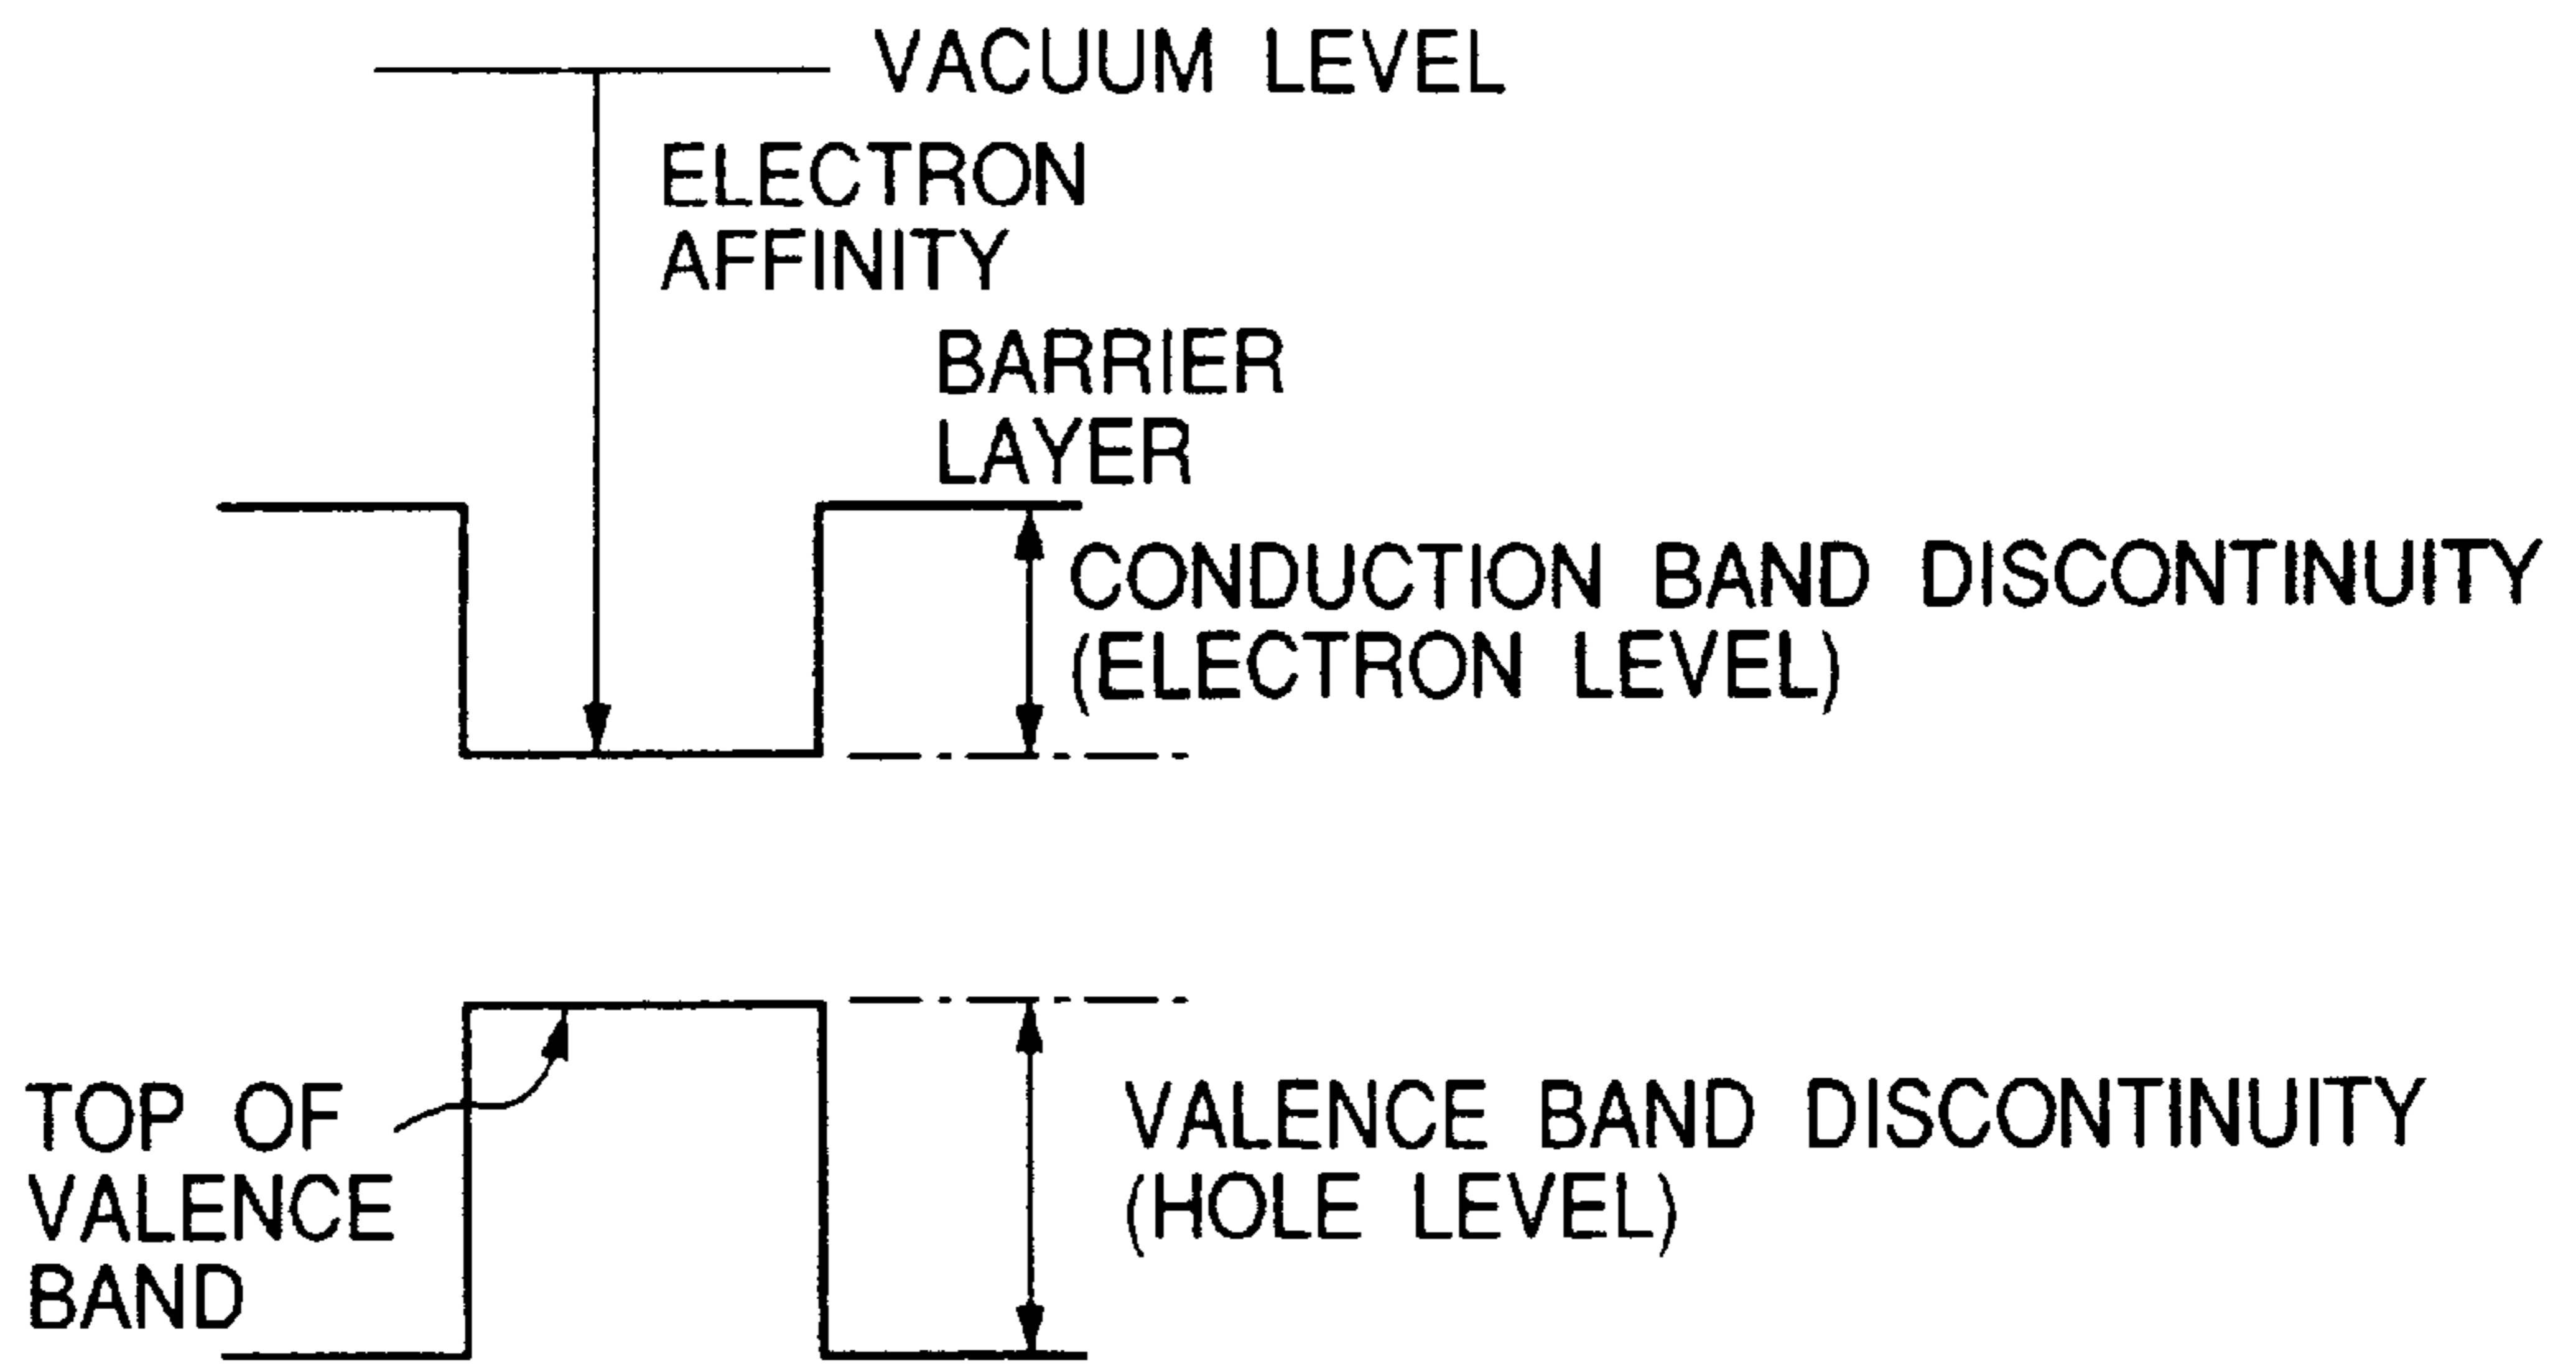 VACUUM LEVEL
ELECTRON
AFFINITY
BARRIER
LAYER
CONDUCTION BAND DISCONTINUITY
(ELECTRON LEVEL)
TOP OF
VALENCE
BAND
VALENCE BAND DISCONTINUITY
(HOLE LEVEL)